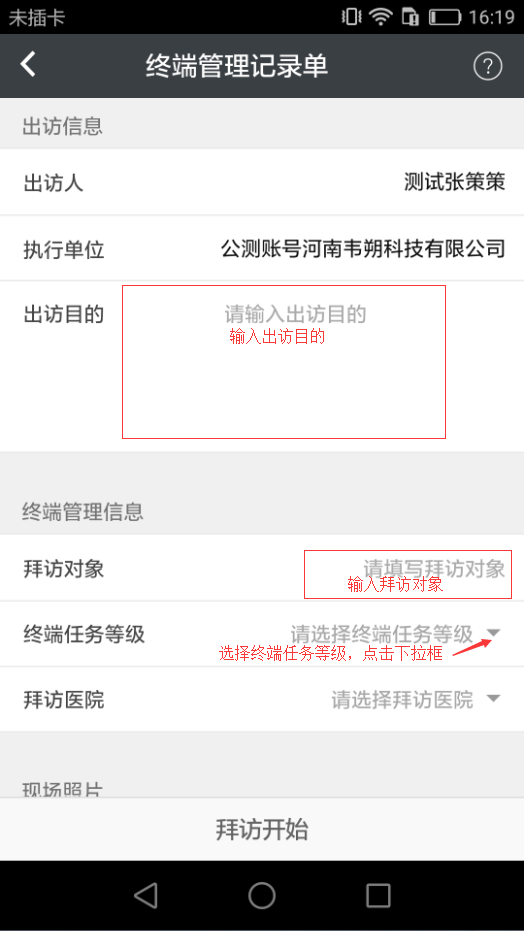 未插卡 16:19
终端管理记录单 ?
出访信息
出访人 测试张策策
执行单位 公测账号河南韦朔科技有限公司
出访目的 请输入出访目的
输入出访目的
终端管理信息
拜访对象 请填写拜访对象
输入拜访对象
终端任务等级 请选择终端任务等级
选择终端任务等级，点击下拉框
拜访医院 请选择拜访医院
现场照片
拜访开始